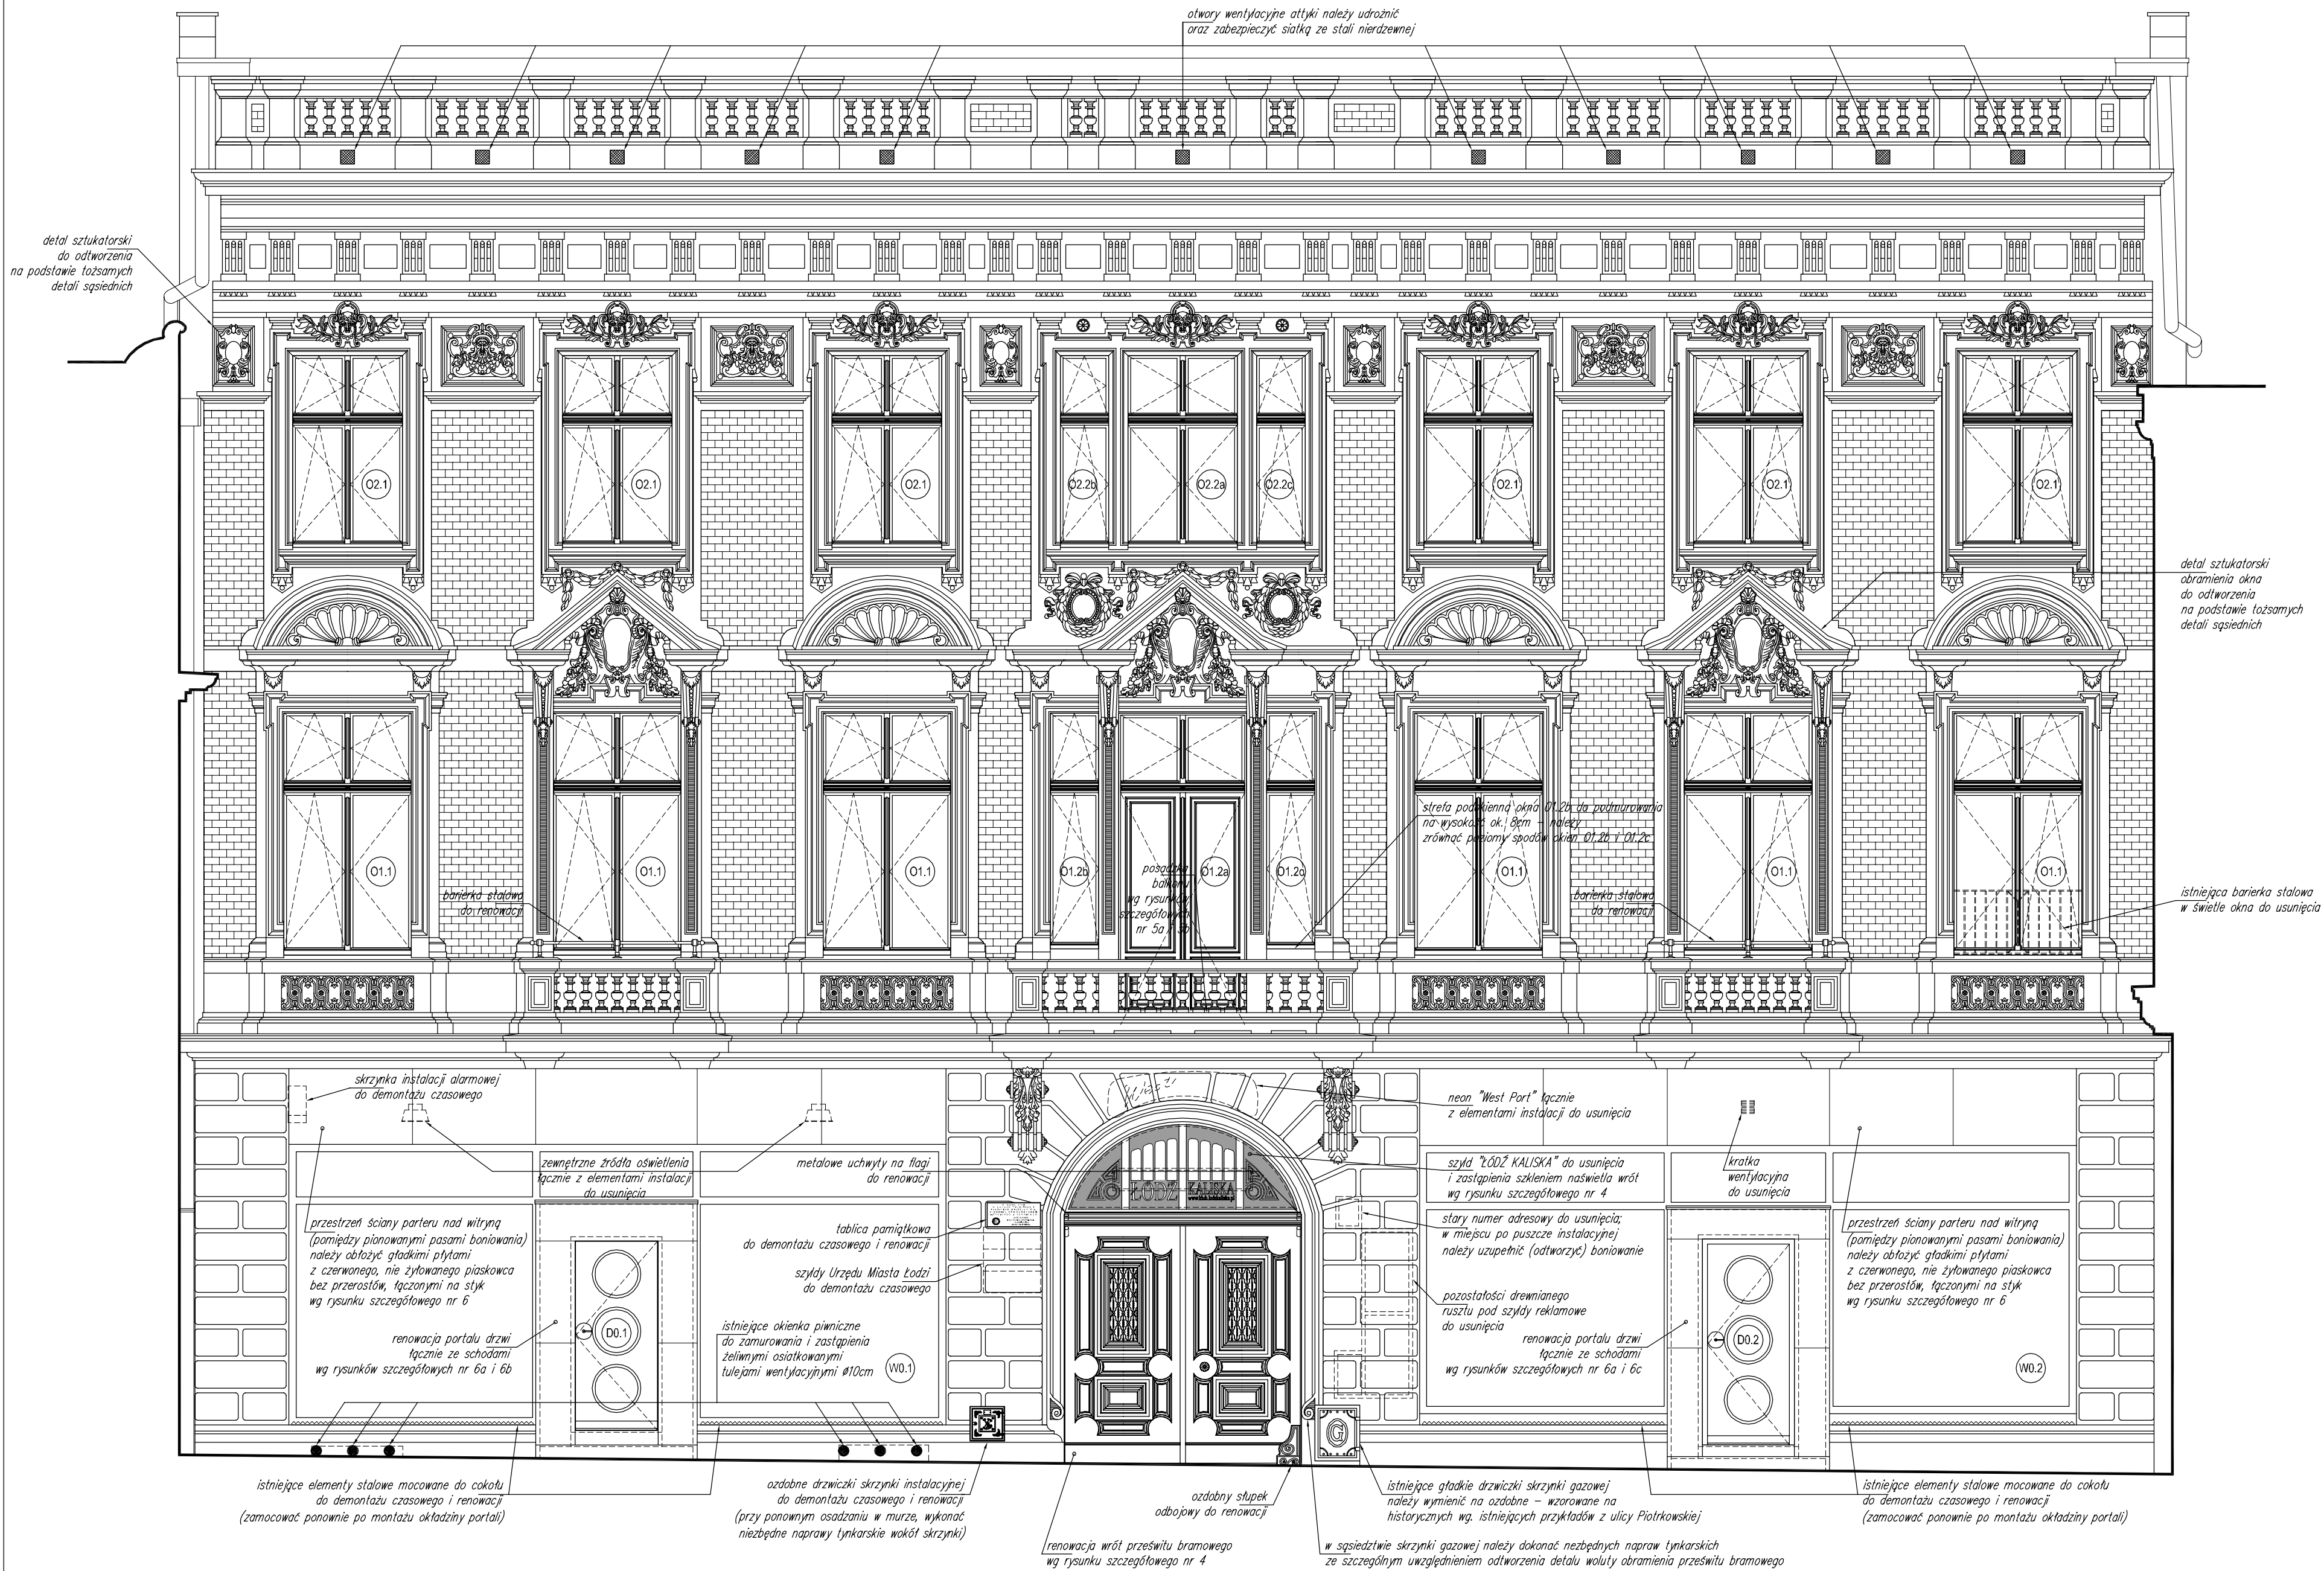 otwory wentylacyjne attyki należy udrożnić
oraz zabezpieczyć siatką ze stali nierdzewnej
detal sztukatorski
do odtworzenia
na podstawie tożsamych
detali sąsiednich
O2.1
O2.1
O2.1
O2.2b
O2.2a
O2.2c
O2.1
O2.1
O2.1
detal sztukatorski
obramienia okna
do odtworzenia
na podstawie tożsamych
detali sąsiednich
strefa podokienna okna O1.2b do podmurowania
na wysokość ok. 8cm - należy
zrównać poziomy spodów okien O1.2b i O1.2c
O1.1
O1.1
O1.1
O1.2b
O1.2a
O1.2c
O1.1
O1.1
O1.1
posadzka
balkonu
wg rysunków
szczegółowych
nr 5a i 5b
barierka stalowa
do renowacji
barierka stalowa
do renowacji
istniejąca barierka stalowa
w świetle okna do usunięcia
skrzynka instalacji alarmowej
do demontażu czasowego
neon "West Port" łącznie
z elementami instalacji do usunięcia
zewnętrzne źródła oświetlenia
łącznie z elementami instalacji
do usunięcia
metalowe uchwyty na flagi
do renowacji
szyld "ŁÓDŹ KALISKA" do usunięcia
i zastąpienia szkleniem naświetla wrót
wg rysunku szczegółowego nr 4
kratka
wentylacyjna
do usunięcia
ŁÓDŹ KALISKA
przestrzeń ściany parteru nad witryną
(pomiędzy pionowanymi pasami boniowania)
należy obłożyć gładkimi płytami
z czerwonego, nie żyłowanego piaskowca
bez przerostów, łączonymi na styk
wg rysunku szczegółowego nr 6
tablica pamiątkowa
do demontażu czasowego i renowacji
szyldy Urzędu Miasta Łodzi
do demontażu czasowego
stary numer adresowy do usunięcia;
w miejscu po puszce instalacyjnej
należy uzupełnić (odtworzyć) boniowanie
przestrzeń ściany parteru nad witryną
(pomiędzy pionowanymi pasami boniowania)
należy obłożyć gładkimi płytami
z czerwonego, nie żyłowanego piaskowca
bez przerostów, łączonymi na styk
wg rysunku szczegółowego nr 6
pozostałości drewnianego
rusztu pod szyldy reklamowe
do usunięcia
renowacja portalu drzwi
łącznie ze schodami
wg rysunków szczegółowych nr 6a i 6b
D0.1
istniejące okienka piwniczne
do zamurowania i zastąpienia
żeliwnymi osiatkowanymi
tulejami wentylacyjnymi Ø10cm
W0.1
renowacja portalu drzwi
łącznie ze schodami
wg rysunków szczegółowych nr 6a i 6c
D0.2
W0.2
G
istniejące elementy stalowe mocowane do cokołu
do demontażu czasowego i renowacji
(zamocować ponownie po montażu okładziny portali)
ozdobne drzwiczki skrzynki instalacyjnej
do demontażu czasowego i renowacji
(przy ponownym osadzaniu w murze, wykonać
niezbędne naprawy tynkarskie wokół skrzynki)
ozdobny słupek
odbojowy do renowacji
istniejące gładkie drzwiczki skrzynki gazowej
należy wymienić na ozdobne - wzorowane na
historycznych wg. istniejących przykładów z ulicy Piotrkowskiej
istniejące elementy stalowe mocowane do cokołu
do demontażu czasowego i renowacji
(zamocować ponownie po montażu okładziny portali)
renowacja wrót prześwitu bramowego
wg rysunku szczegółowego nr 4
w sąsiedztwie skrzynki gazowej należy dokonać nezbędnych napraw tynkarskich
ze szczególnym uwzględnieniem odtworzenia detalu woluty obramienia prześwitu bramowego